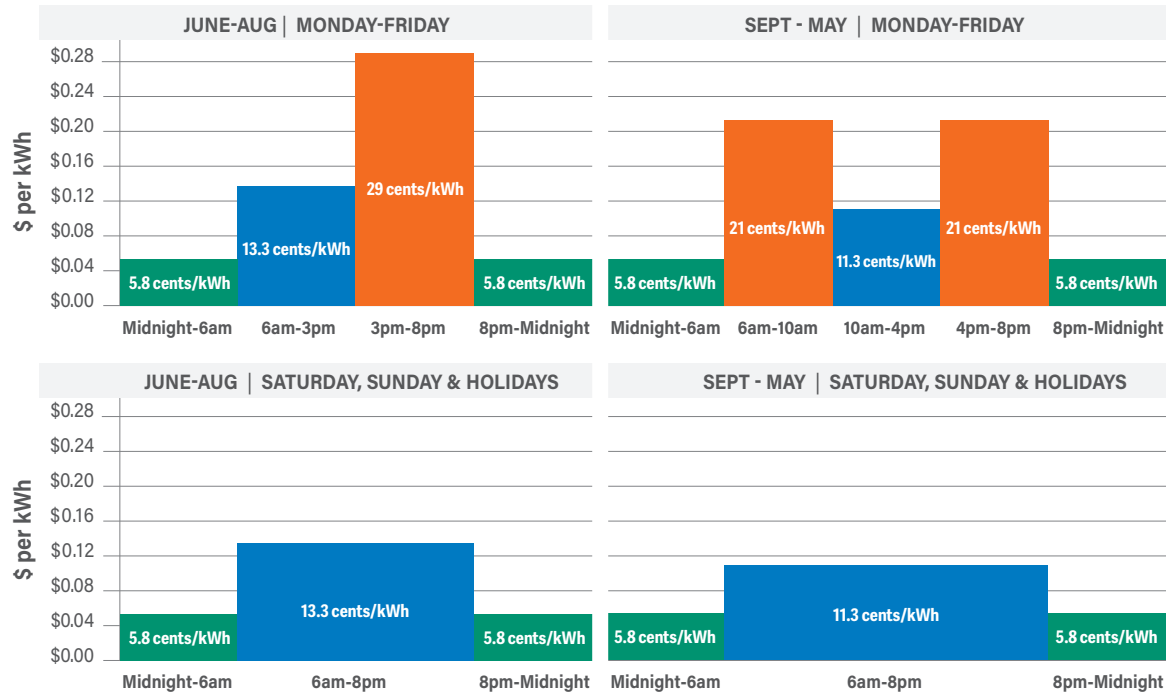 JUNE-AUG | MONDAY-FRIDAY
$ per kWh
$0.28
$0.24
$0.20
$0.16
$0.12
$0.08
$0.04
$0.00
5.8 cents/kWh
13.3 cents/kWh
29 cents/kWh
5.8 cents/kWh
Midnight-6am 6am-3pm 3pm-8pm 8pm-Midnight
SEPT - MAY | MONDAY-FRIDAY
5.8 cents/kWh
21 cents/kWh
11.3 cents/kWh
21 cents/kWh
5.8 cents/kWh
Midnight-6am 6am-10am 10am-4pm 4pm-8pm 8pm-Midnight
JUNE-AUG | SATURDAY, SUNDAY & HOLIDAYS
$ per kWh
$0.28
$0.24
$0.20
$0.16
$0.12
$0.08
$0.04
$0.00
5.8 cents/kWh
13.3 cents/kWh
5.8 cents/kWh
Midnight-6am 6am-8pm 8pm-Midnight
SEPT - MAY | SATURDAY, SUNDAY & HOLIDAYS
5.8 cents/kWh
11.3 cents/kWh
5.8 cents/kWh
Midnight-6am 6am-8pm 8pm-Midnight